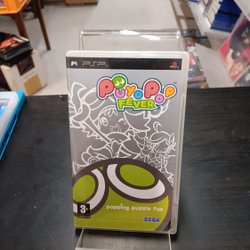 PSP
PUYO POP
FEVER
popping puzzle fun
3+
SEGA